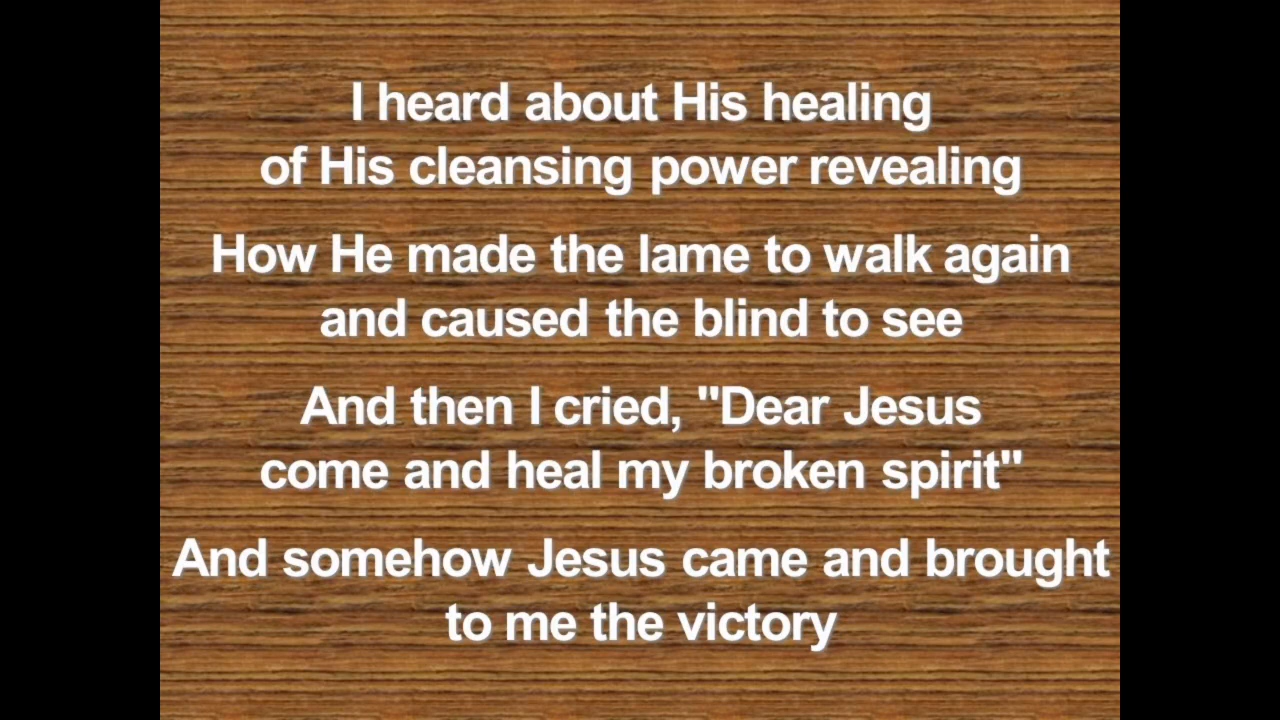 I heard about His healing
of His cleansing power revealing
How He made the lame to walk again
and caused the blind to see
And then I cried, "Dear Jesus
come and heal my broken spirit"
And somehow Jesus came and brought
to me the victory